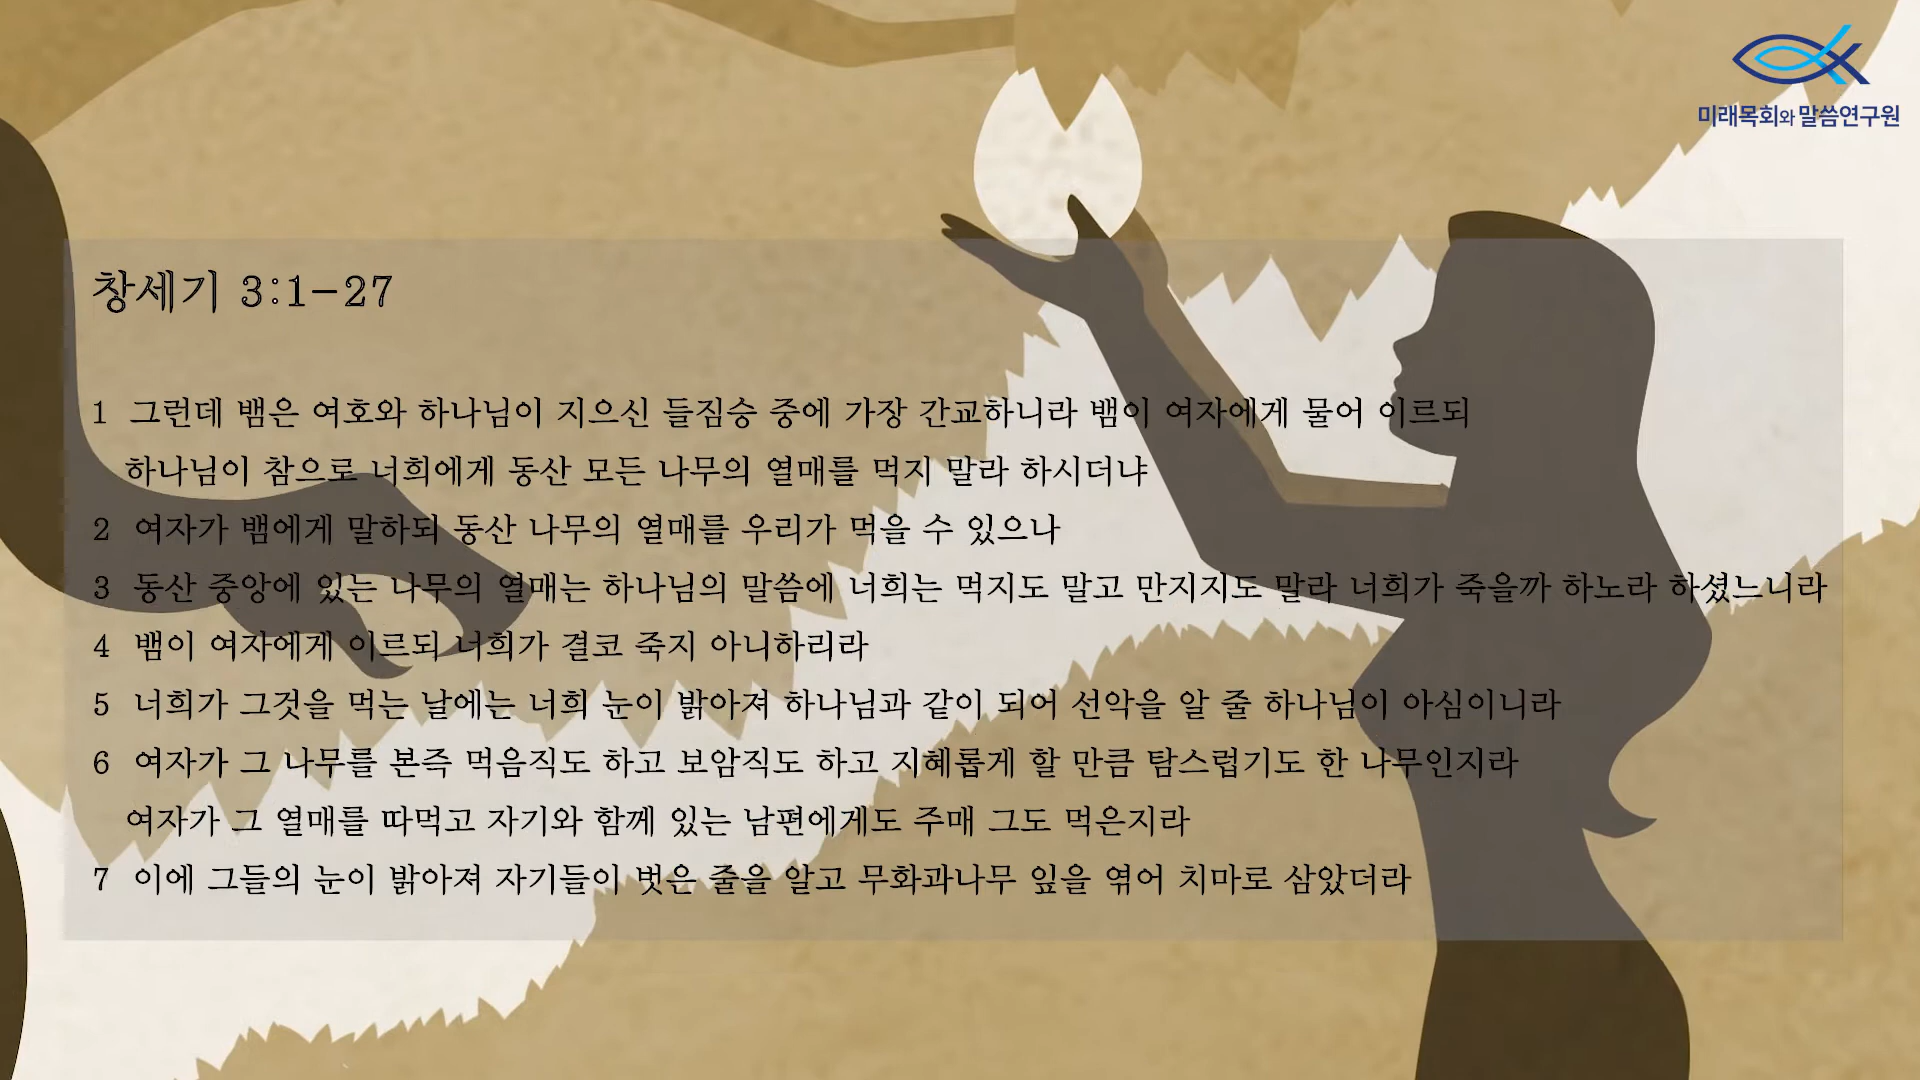 미래목회와 말씀연구원
창세기 3:1-27
1 그런데 뱀은 여호와 하나님이 지으신 들짐승 중에 가장 간교하니라 뱀이 여자에게 물어 이르되
하나님이 참으로 너희에게 동산 모든 나무의 열매를 먹지 말라 하시더냐
2 여자가 뱀에게 말하되 동산 나무의 열매를 우리가 먹을 수 있으나
3 동산 중앙에 있는 나무의 열매는 하나님의 말씀에 너희는 먹지도 말고 만지지도 말라 너희가 죽을까 하노라 하셨느니라
4 뱀이 여자에게 이르되 너희가 결코 죽지 아니하리라
5 너희가 그것을 먹는 날에는 너희 눈이 밝아져 하나님과 같이 되어 선악을 알 줄 하나님이 아심이니라
6 여자가 그 나무를 본즉 먹음직도 하고 보암직도 하고 지혜롭게 할 만큼 탐스럽기도 한 나무인지라
여자가 그 열매를 따먹고 자기와 함께 있는 남편에게도 주매 그도 먹은지라
7 이에 그들의 눈이 밝아져 자기들이 벗은 줄을 알고 무화과나무 잎을 엮어 치마로 삼았더라